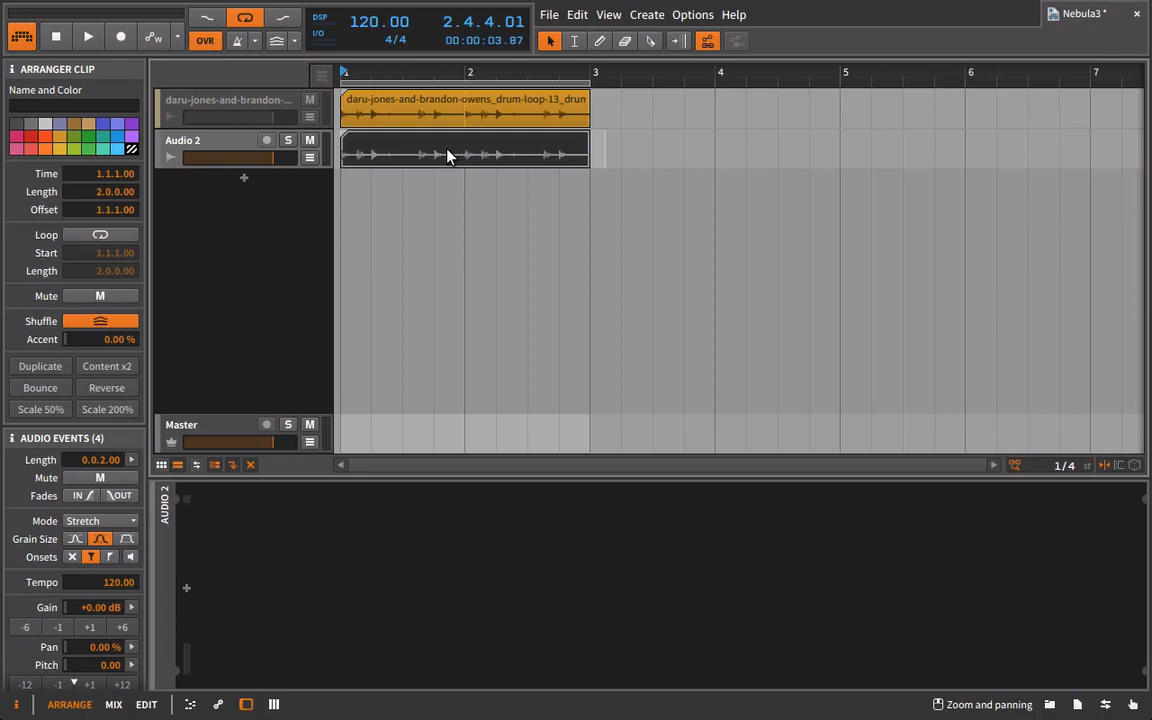 DSP
I/O
120.00
4/4
2.4.4.01
00:00:03.87
File Edit View Create Options Help
Nebula3 *
OVR
ARRANGER CLIP
Name and Color
Time 1.1.1.00
Length 2.0.0.00
Offset 1.1.1.00
Loop
Start 1.1.1.00
Length 2.0.0.00
Mute M
Shuffle
Accent 0.00 %
Duplicate Content x2
Bounce Reverse
Scale 50% Scale 200%
AUDIO EVENTS (4)
Length 0.0.2.00
Mute M
Fades IN OUT
Mode Stretch
Grain Size
Onsets
Tempo 120.00
Gain +0.00 dB
-6 -1 +1 +6
Pan 0.00 %
Pitch 0.00
-12 -1 +1 +12
1 2 3 4 5 6 7
daru-jones-and-brandon-... M
daru-jones-and-brandon-owens_drum-loop-13_drum
Audio 2 S M
Master S M
1/4 st
AUDIO 2
i ARRANGE MIX EDIT
Zoom and panning